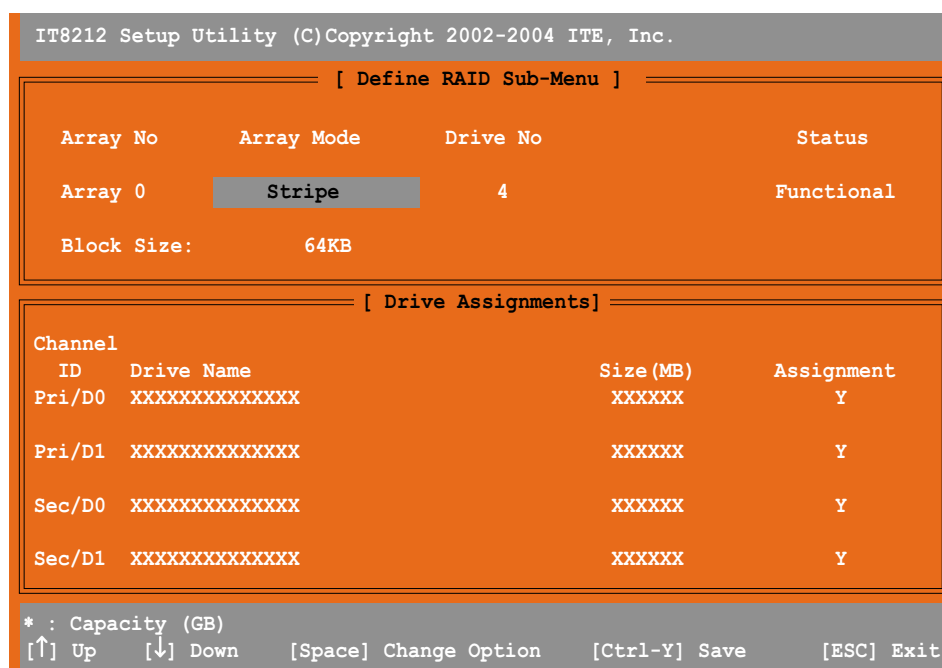 IT8212 Setup Utility (C)Copyright 2002-2004 ITE, Inc.
[ Define RAID Sub-Menu ]
Array No Array Mode Drive No Status
Array 0 Stripe 4 Functional
Block Size: 64KB
[ Drive Assignments]
Channel
ID Drive Name Size(MB) Assignment
Pri/D0 XXXXXXXXXXXXXX XXXXXX Y
Pri/D1 XXXXXXXXXXXXXX XXXXXX Y
Sec/D0 XXXXXXXXXXXXXX XXXXXX Y
Sec/D1 XXXXXXXXXXXXXX XXXXXX Y
* : Capacity (GB)
[↑] Up [↓] Down [Space] Change Option [Ctrl-Y] Save [ESC] Exit